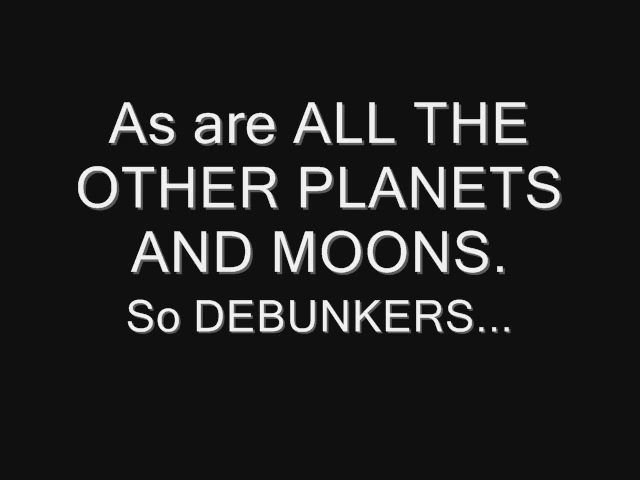 As are ALL THE
OTHER PLANETS
AND MOONS.
So DEBUNKERS...